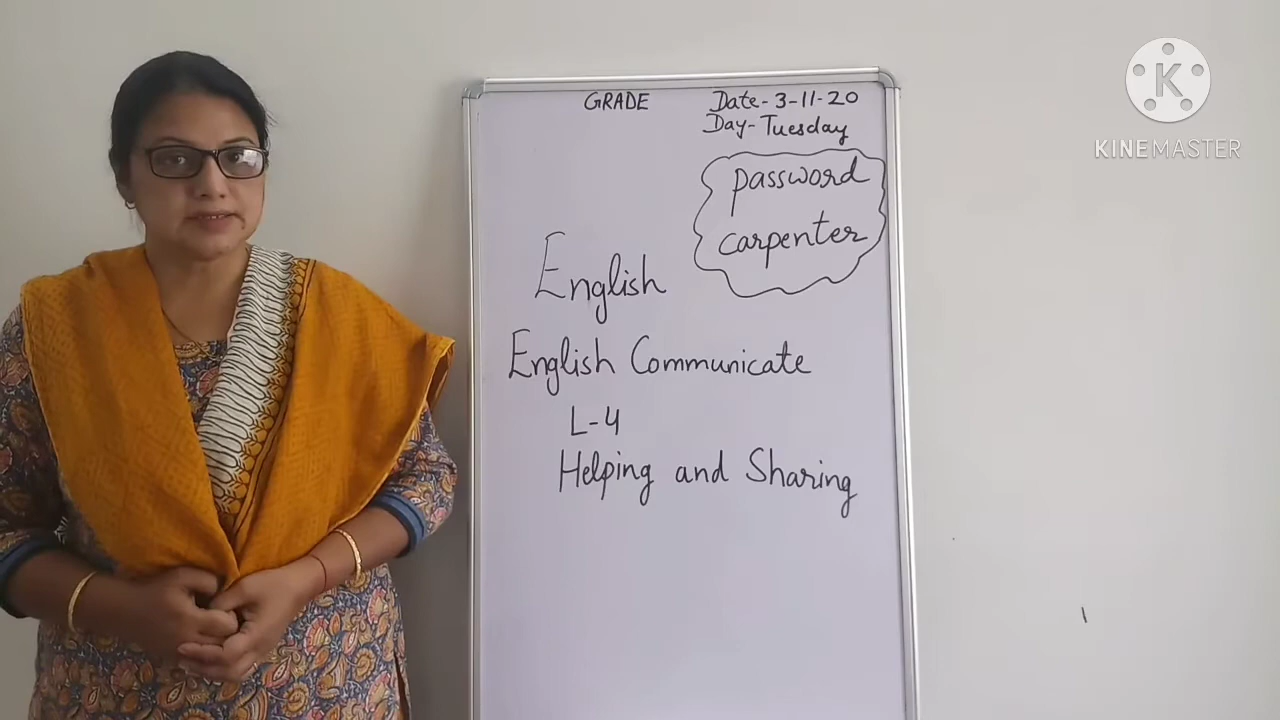 GRADE
Date-3-11-20
Day-Tuesday
password
carpenter
English
English Communicate
L-4
Helping and Sharing
K
KINEMASTER